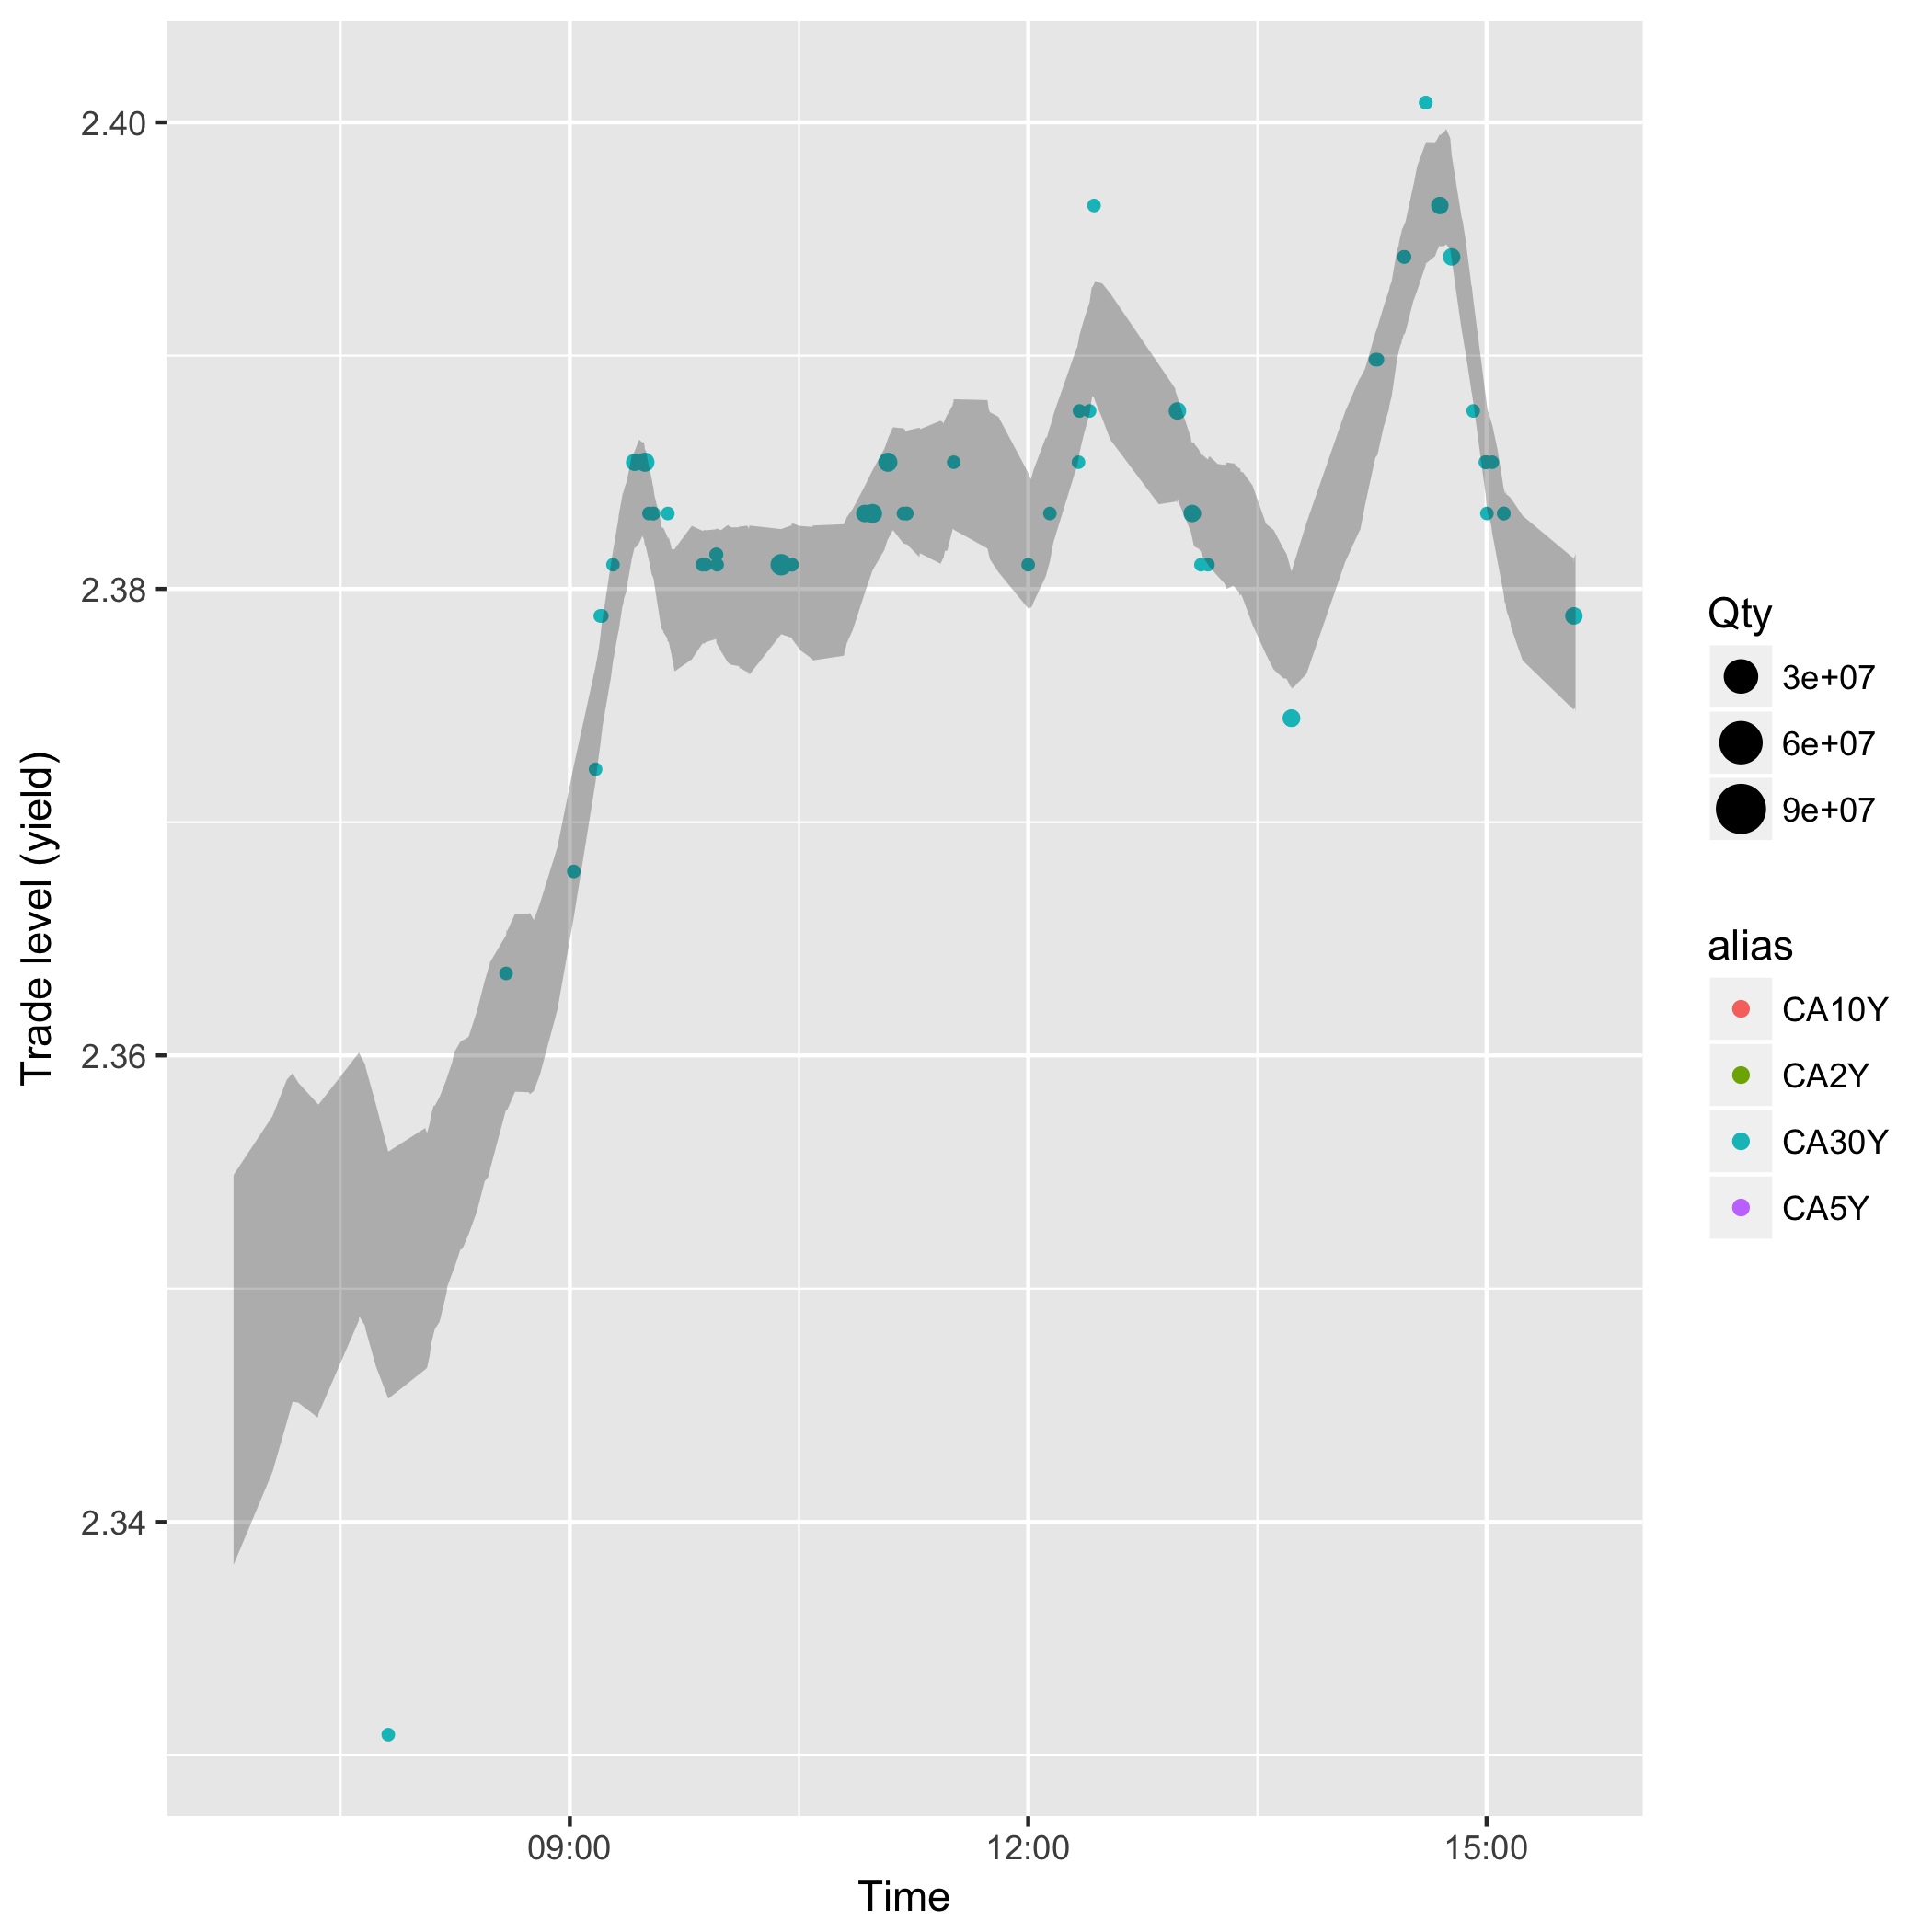 Trade level (yield)
2.40
2.38
2.36
2.34
09:00
12:00
15:00
Time
Qty
3e+07
6e+07
9e+07
alias
CA10Y
CA2Y
CA30Y
CA5Y